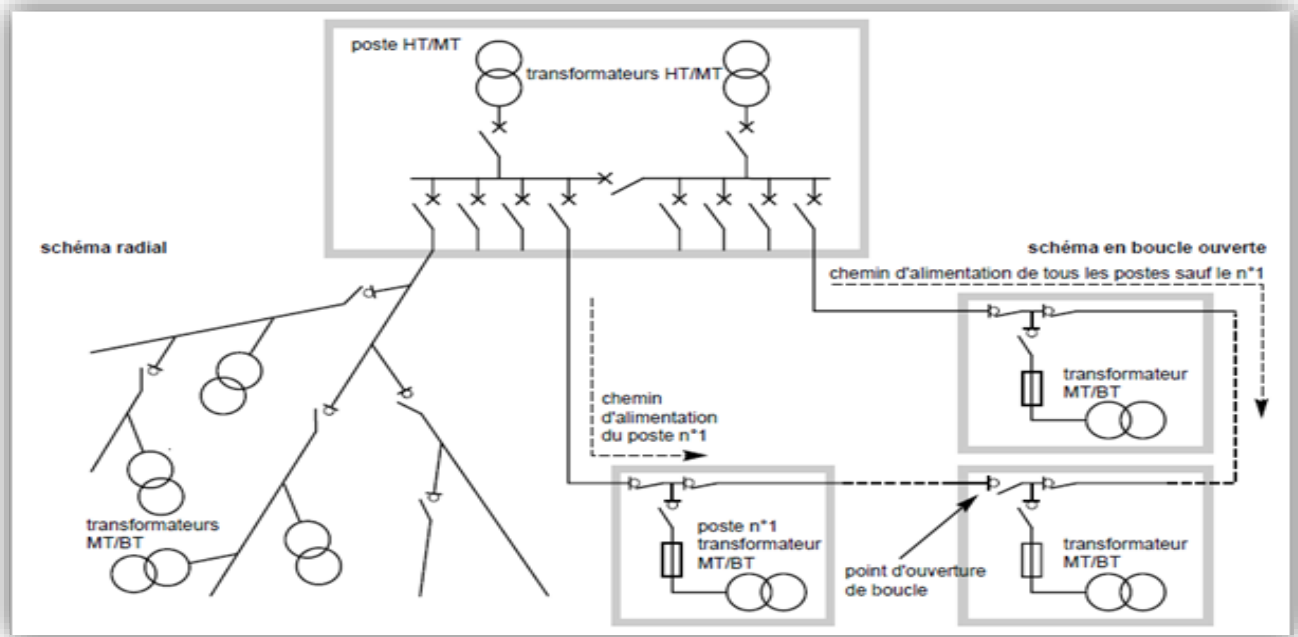 poste HT/MT
transformateurs HT/MT
schéma radial
schéma en boucle ouverte
chemin d'alimentation de tous les postes sauf le n°1
transformateur
MT/BT
chemin
d'alimentation
du poste n°1
transformateurs
MT/BT
poste n°1
transformateur
MT/BT
point d'ouverture
de boucle
transformateur
MT/BT